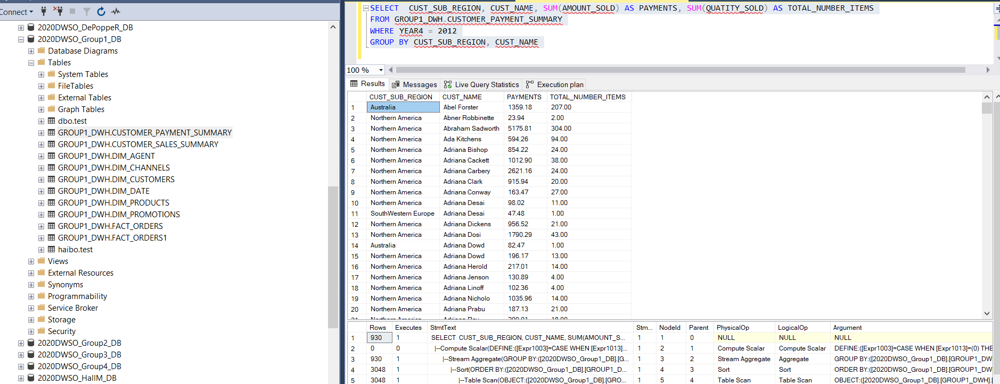 Connect
2020DWSO_DePoppeR_DB
2020DWSO_Group1_DB
Database Diagrams
Tables
System Tables
FileTables
External Tables
Graph Tables
dbo.test
GROUP1_DWH.CUSTOMER_PAYMENT_SUMMARY
GROUP1_DWH.CUSTOMER_SALES_SUMMARY
GROUP1_DWH.DIM_AGENT
GROUP1_DWH.DIM_CHANNELS
GROUP1_DWH.DIM_CUSTOMERS
GROUP1_DWH.DIM_DATE
GROUP1_DWH.DIM_PRODUCTS
GROUP1_DWH.DIM_PROMOTIONS
GROUP1_DWH.FACT_ORDERS
GROUP1_DWH.FACT_ORDERS1
haibo.test
Views
External Resources
Synonyms
Programmability
Service Broker
Storage
Security
2020DWSO_Group2_DB
2020DWSO_Group3_DB
2020DWSO_Group4_DB
2020DWSO_HallM_DB
SELECT CUST_SUB_REGION, CUST_NAME, SUM(AMOUNT_SOLD) AS PAYMENTS, SUM(QUATITY_SOLD) AS TOTAL_NUMBER_ITEMS
FROM GROUP1_DWH.CUSTOMER_PAYMENT_SUMMARY
WHERE YEAR4 = 2012
GROUP BY CUST_SUB_REGION, CUST_NAME
100 %
Results Messages Live Query Statistics Execution plan
CUST_SUB_REGION CUST_NAME PAYMENTS TOTAL_NUMBER_ITEMS
1 Australia Abel Forster 1359.18 207.00
2 Northern America Abner Robbinette 23.94 2.00
3 Northern America Abraham Sadworth 5175.81 304.00
4 Northern America Ada Kitchens 594.26 94.00
5 Northern America Adriana Bishop 854.22 24.00
6 Northern America Adriana Cackett 1012.90 38.00
7 Northern America Adriana Carbery 2621.16 24.00
8 Northern America Adriana Clark 915.94 20.00
9 Northern America Adriana Conway 163.47 27.00
10 Northern America Adriana Desai 98.02 11.00
11 SouthWestern Europe Adriana Desai 47.48 1.00
12 Northern America Adriana Dickens 956.52 21.00
13 Northern America Adriana Dosi 1790.29 43.00
14 Australia Adriana Dowd 82.47 1.00
15 Northern America Adriana Dowd 196.17 13.00
16 Northern America Adriana Herold 217.01 14.00
17 Northern America Adriana Jenson 130.89 4.00
18 Northern America Adriana Linoff 102.36 4.00
19 Northern America Adriana Nicholo 1035.96 14.00
20 Northern America Adriana Prabu 187.13 21.00
Rows Executes StmtText Stm... NodeId Parent PhysicalOp LogicalOp Argument
1 930 1 SELECT CUST_SUB_REGION, CUST_NAME, SUM(AMOUNT_S... 1 1 0 NULL NULL NULL
2 0 0 |--Compute Scalar(DEFINE:([Expr1003]=CASE WHEN [Expr1013]... 1 2 1 Compute Scalar Compute Scalar DEFINE:([Expr1003]=CASE WHEN [Expr1013]=(0) THE
3 930 1 |--Stream Aggregate(GROUP BY:([2020DWSO_Group1_DB].[G... 1 3 2 Stream Aggregate Aggregate GROUP BY:([2020DWSO_Group1_DB].[GROUP1_DW
4 3048 1 |--Sort(ORDER BY:([2020DWSO_Group1_DB].[GROUP1_D... 1 4 3 Sort Sort ORDER BY:([2020DWSO_Group1_DB].[GROUP1_DW
5 3048 1 |--Table Scan(OBJECT:([2020DWSO_Group1_DB].[GRO... 1 5 4 Table Scan Table Scan OBJECT:([2020DWSO_Group1_DB].[GROUP1_DWH].[